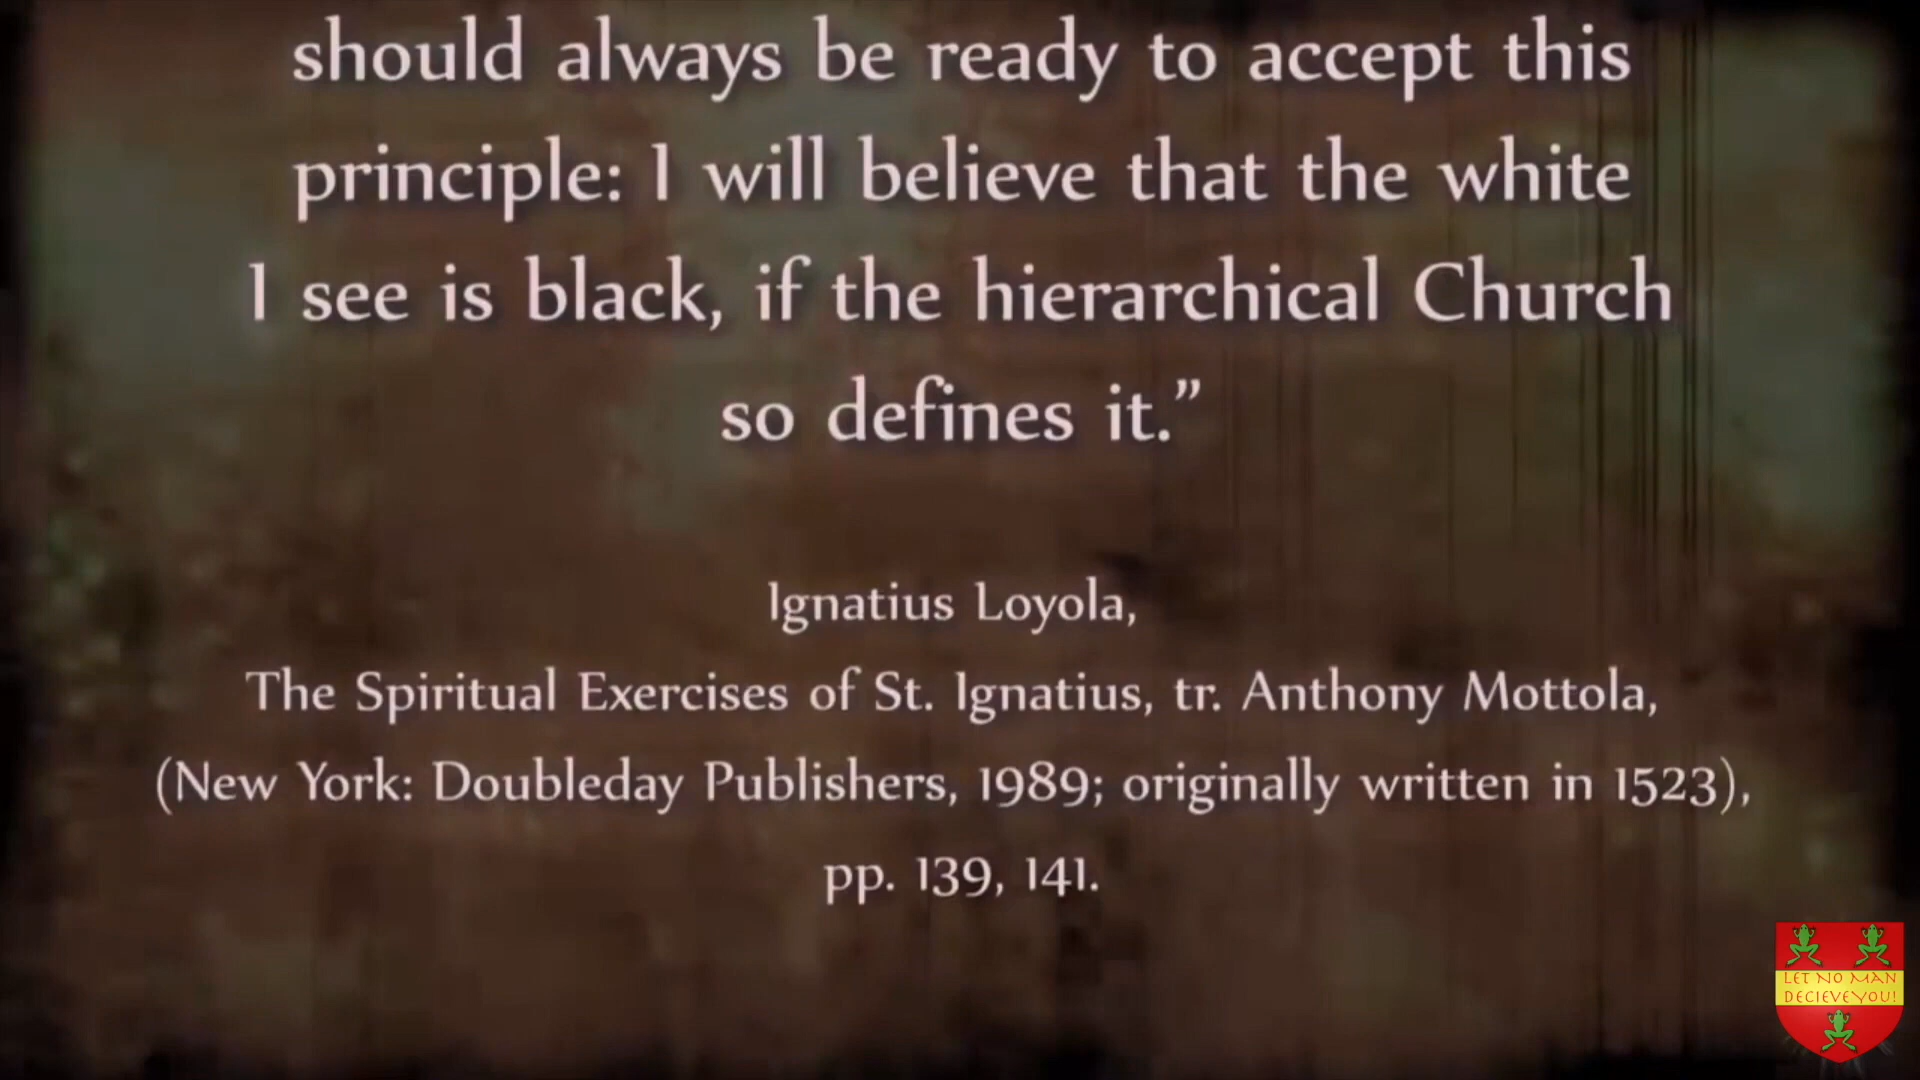 should always be ready to accept this
principle: I will believe that the white
I see is black, if the hierarchical Church
so defines it.”
Ignatius Loyola,
The Spiritual Exercises of St. Ignatius, tr. Anthony Mottola,
(New York: Doubleday Publishers, 1989; originally written in 1523),
pp. 139, 141.
LET NO MAN
DECIEVE YOU!